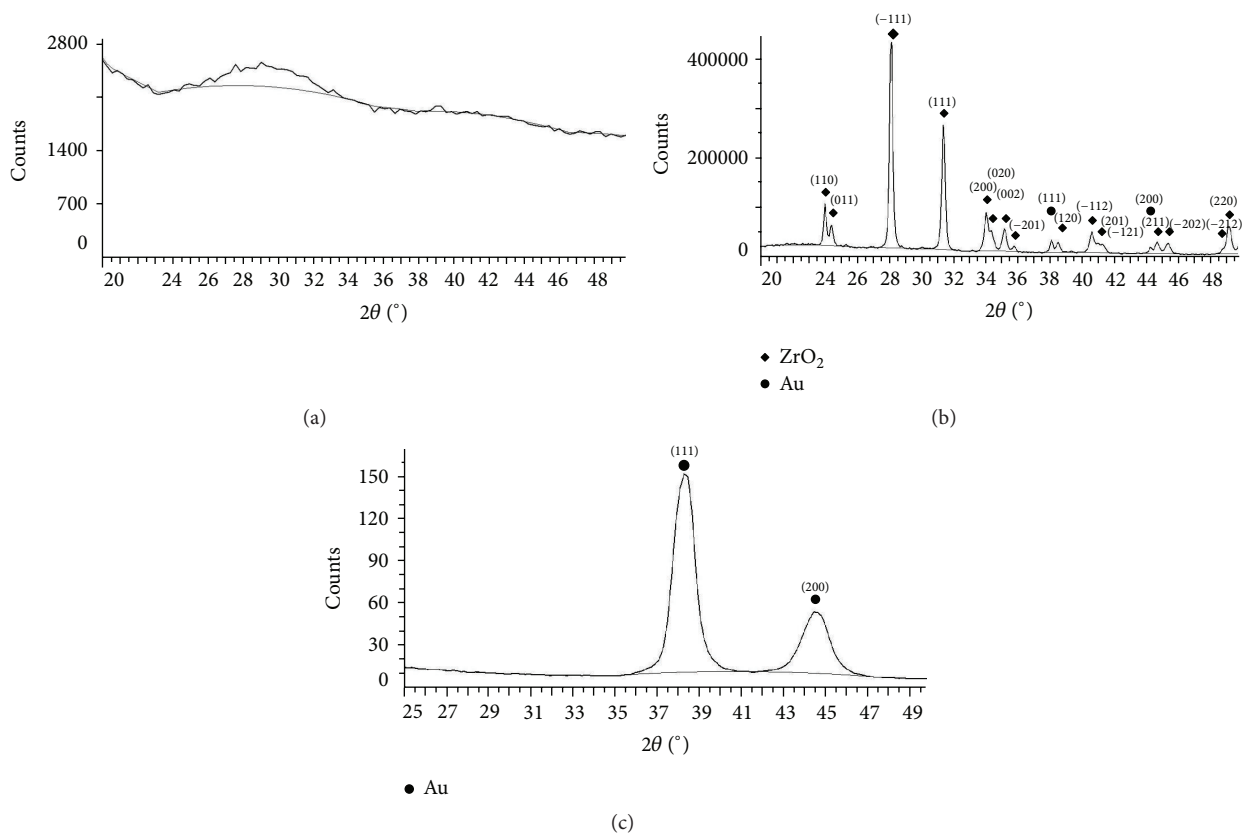 2800
1400
700
0
Counts
20 22 24 26 28 30 32 34 36 38 40 42 44 46 48
2θ (°)
(a)
400000
200000
0
Counts
(−111)
(111)
(110)
(011)
(200)
(020)
(002)
(−201)
(111)
(120)
(−112)
(201)
(−121)
(200)
(211)
(−202)
(−212)
(220)
20 22 24 26 28 30 32 34 36 38 40 42 44 46 48
2θ (°)
ZrO₂
Au
(b)
150
120
90
60
30
0
Counts
(111)
(200)
25 27 29 31 33 35 37 39 41 43 45 47 49
2θ (°)
Au
(c)